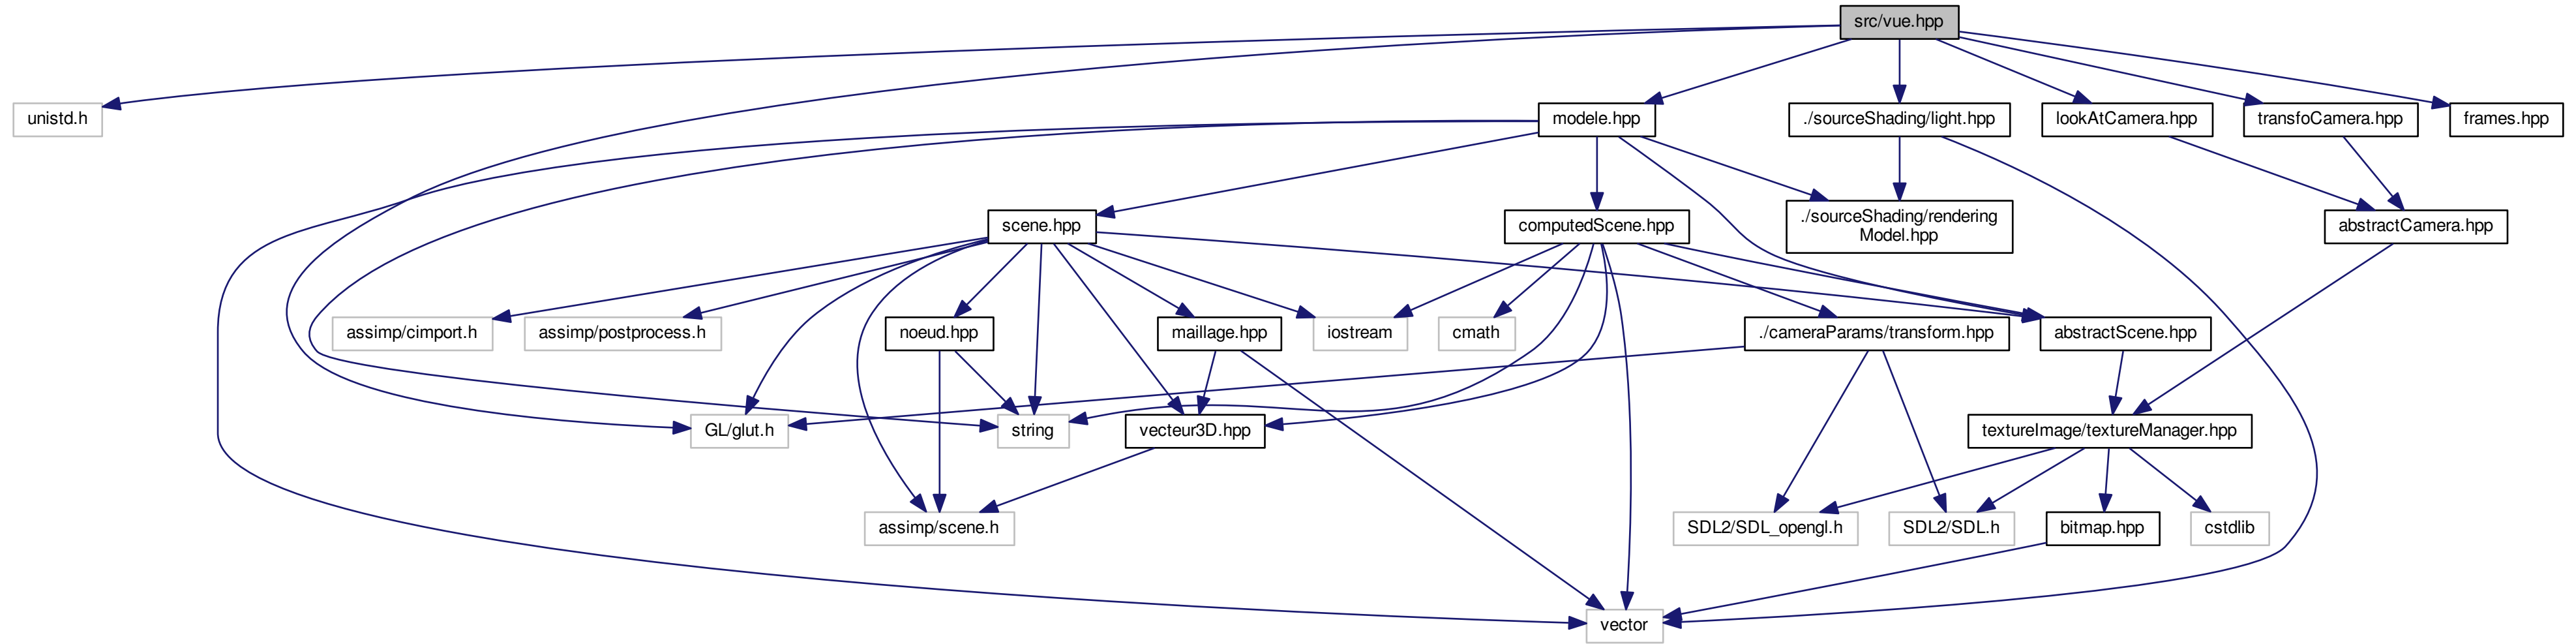 src/vue.hpp
unistd.h
modele.hpp
./sourceShading/light.hpp
lookAtCamera.hpp
transfoCamera.hpp
frames.hpp
scene.hpp
computedScene.hpp
./sourceShading/rendering
Model.hpp
abstractCamera.hpp
assimp/cimport.h
assimp/postprocess.h
noeud.hpp
maillage.hpp
iostream
cmath
./cameraParams/transform.hpp
abstractScene.hpp
GL/glut.h
string
vecteur3D.hpp
textureImage/textureManager.hpp
assimp/scene.h
SDL2/SDL_opengl.h
SDL2/SDL.h
bitmap.hpp
cstdlib
vector